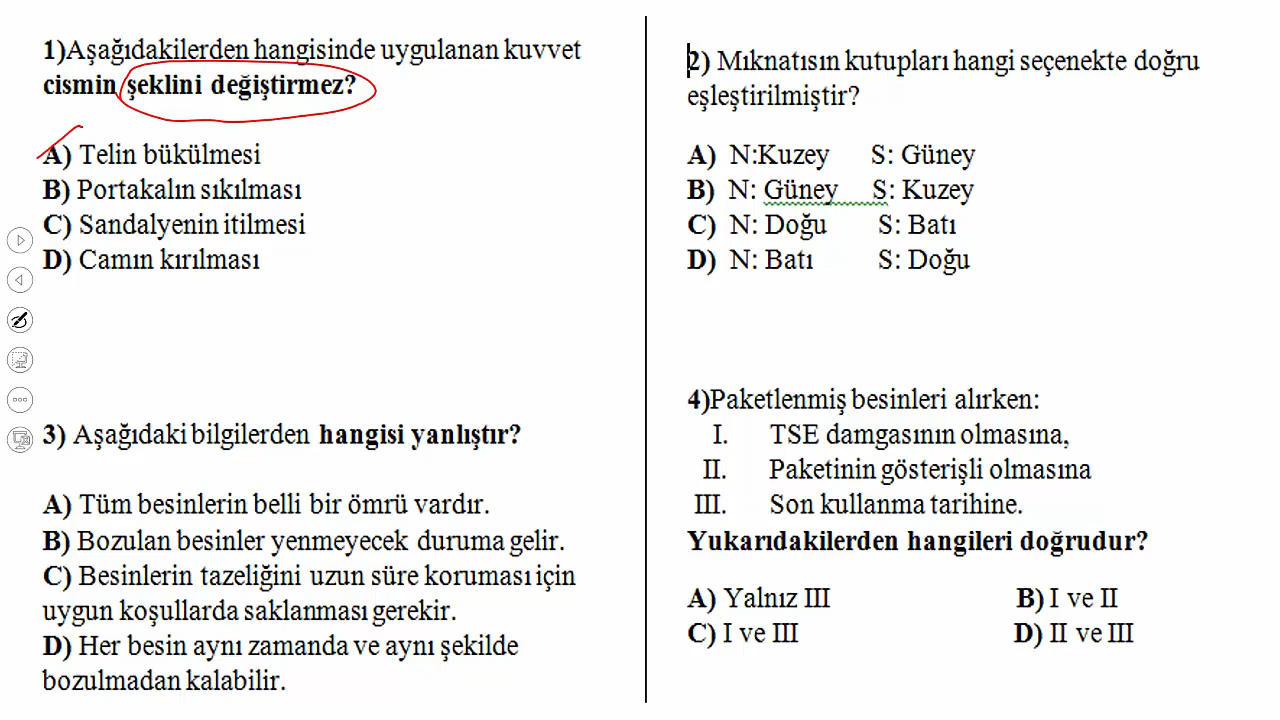 1)Aşağıdakilerden hangisinde uygulanan kuvvet
cismin şeklini değiştirmez?
A) Telin bükülmesi
B) Portakalın sıkılması
C) Sandalyenin itilmesi
D) Camın kırılması
2) Mıknatısın kutupları hangi seçenekte doğru
eşleştirilmiştir?
A) N:Kuzey S: Güney
B) N: Güney S: Kuzey
C) N: Doğu S: Batı
D) N: Batı S: Doğu
3) Aşağıdaki bilgilerden hangisi yanlıştır?
A) Tüm besinlerin belli bir ömrü vardır.
B) Bozulan besinler yenmeyecek duruma gelir.
C) Besinlerin tazeliğini uzun süre koruması için
uygun koşullarda saklanması gerekir.
D) Her besin aynı zamanda ve aynı şekilde
bozulmadan kalabilir.
4)Paketlenmiş besinleri alırken:
I. TSE damgasının olmasına,
II. Paketinin gösterişli olmasına
III. Son kullanma tarihine.
Yukarıdakilerden hangileri doğrudur?
A) Yalnız III B) I ve II
C) I ve III D) II ve III